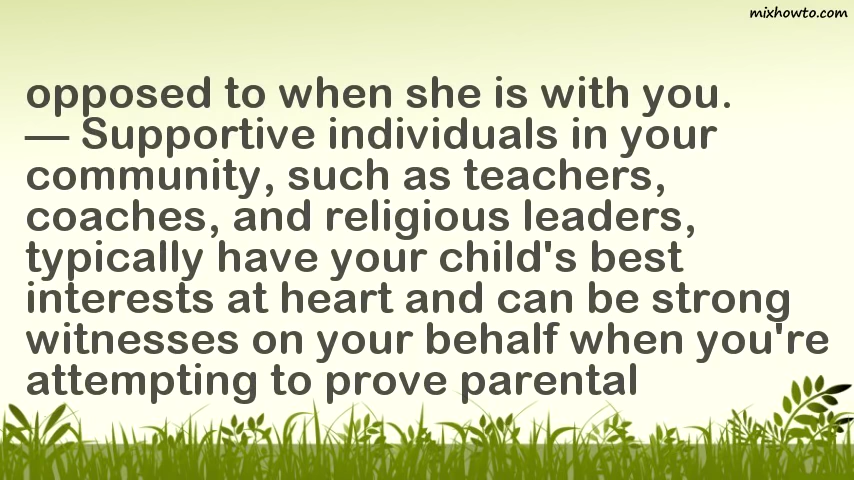 mixhowto.com
opposed to when she is with you.
— Supportive individuals in your
community, such as teachers,
coaches, and religious leaders,
typically have your child's best
interests at heart and can be strong
witnesses on your behalf when you're
attempting to prove parental